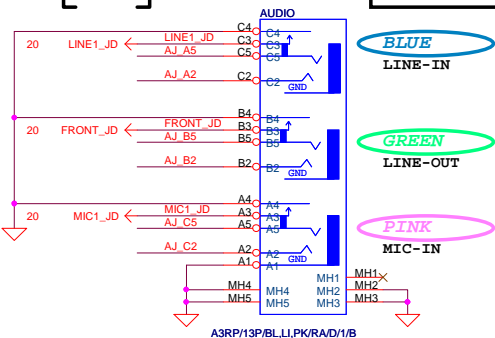 AUDIO
C4 C4
20 LINE1_JD LINE1_JD C3 C3
AJ_A5 C5 C5
BLUE
LINE-IN
AJ_A2 C2 C2
GND
B4 B4
20 FRONT_JD FRONT_JD B3 B3
AJ_B5 B5 B5
GREEN
LINE-OUT
AJ_B2 B2 B2
GND
A4 A4
20 MIC1_JD MIC1_JD A3 A3
AJ_C5 A5 A5
PINK
MIC-IN
AJ_C2 A2 A2
GND
A1 A1
MH1 MH1
MH4 MH4 MH2 MH2
MH5 MH5 MH3 MH3
A3RP/13P/BL,LI,PK/RA/D/1/B